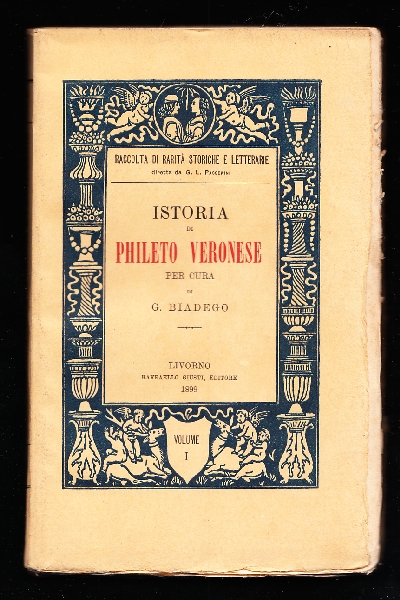 RACCOLTA DI RARITÀ STORICHE E LETTERARIE
diretta da G. L. PASSERINI
ISTORIA
DI
PHILETO VERONESE
PER CURA
DI
G. BIADEGO
LIVORNO
RAFFAELLO GIUSTI, EDITORE
1899
VOLUME
I